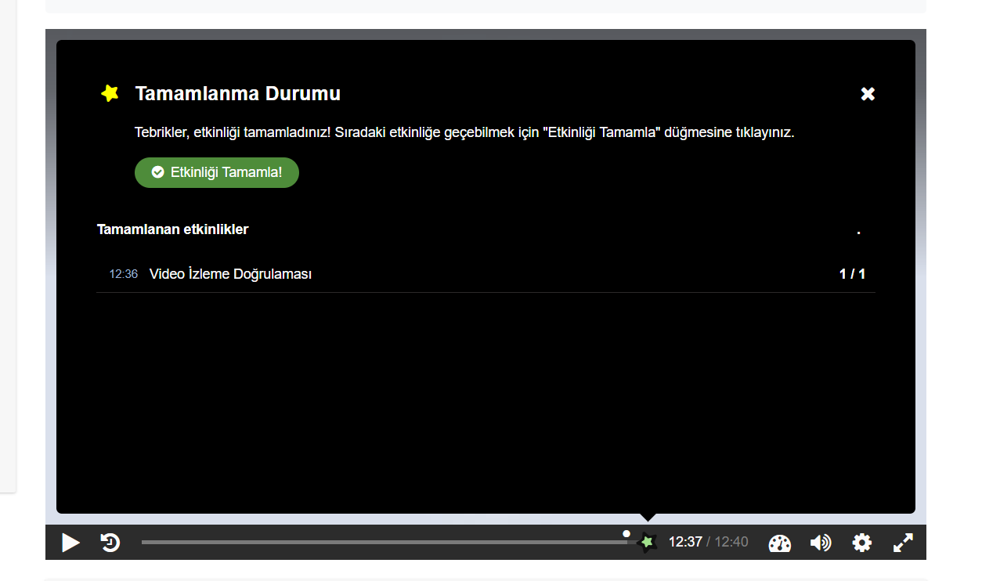 Tamamlanma Durumu
Tebrikler, etkinliği tamamladınız! Sıradaki etkinliğe geçebilmek için "Etkinliği Tamamla" düğmesine tıklayınız.
Etkinliği Tamamla!
Tamamlanan etkinlikler .
12:36 Video İzleme Doğrulaması 1 / 1
12:37 / 12:40